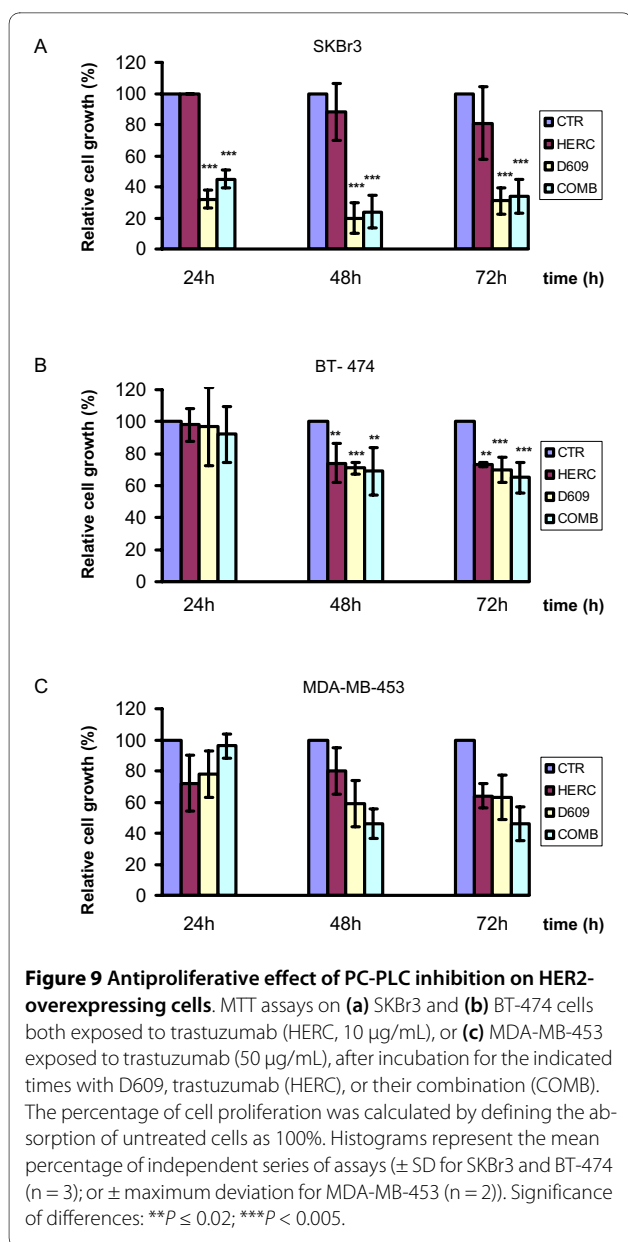 A
SKBr3
Relative cell growth (%)
120
100
80
60
40
20
0
***
***
***
***
***
***
CTR
HERC
D609
COMB
24h
48h
72h
time (h)
B
BT- 474
Relative cell growth (%)
120
100
80
60
40
20
0
**
***
**
**
***
***
CTR
HERC
D609
COMB
24h
48h
72h
time (h)
C
MDA-MB-453
Relative cell growth (%)
120
100
80
60
40
20
0
CTR
HERC
D609
COMB
24h
48h
72h
time (h)
Figure 9 Antiproliferative effect of PC-PLC inhibition on HER2-
overexpressing cells. MTT assays on (a) SKBr3 and (b) BT-474 cells
both exposed to trastuzumab (HERC, 10 μg/mL), or (c) MDA-MB-453
exposed to trastuzumab (50 μg/mL), after incubation for the indicated
times with D609, trastuzumab (HERC), or their combination (COMB).
The percentage of cell proliferation was calculated by defining the ab-
sorption of untreated cells as 100%. Histograms represent the mean
percentage of independent series of assays (± SD for SKBr3 and BT-474
(n = 3); or ± maximum deviation for MDA-MB-453 (n = 2)). Significance
of differences: **P ≤ 0.02; ***P < 0.005.